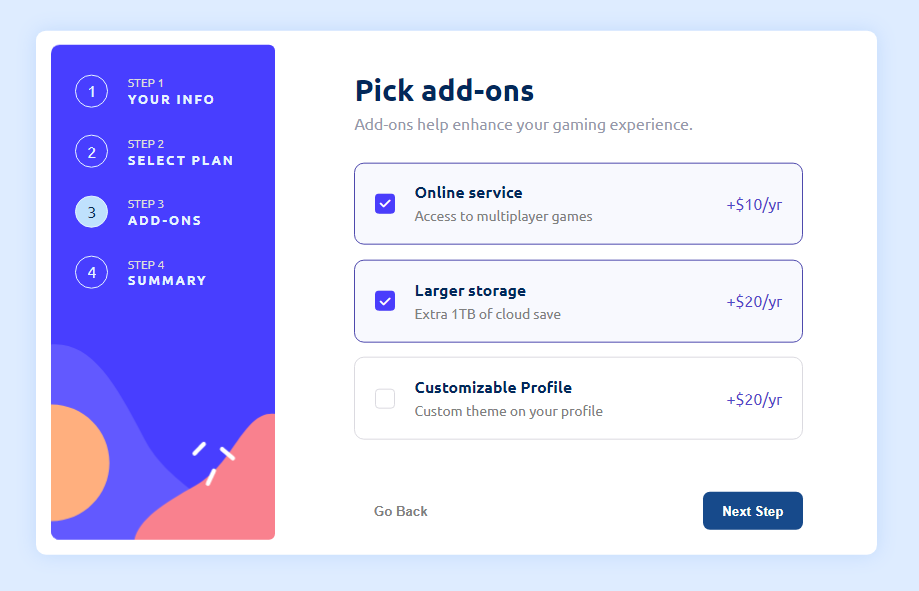 1
STEP 1
YOUR INFO
2
STEP 2
SELECT PLAN
3
STEP 3
ADD-ONS
4
STEP 4
SUMMARY
Pick add-ons
Add-ons help enhance your gaming experience.
Online service
Access to multiplayer games
+$10/yr
Larger storage
Extra 1TB of cloud save
+$20/yr
Customizable Profile
Custom theme on your profile
+$20/yr
Go Back
Next Step